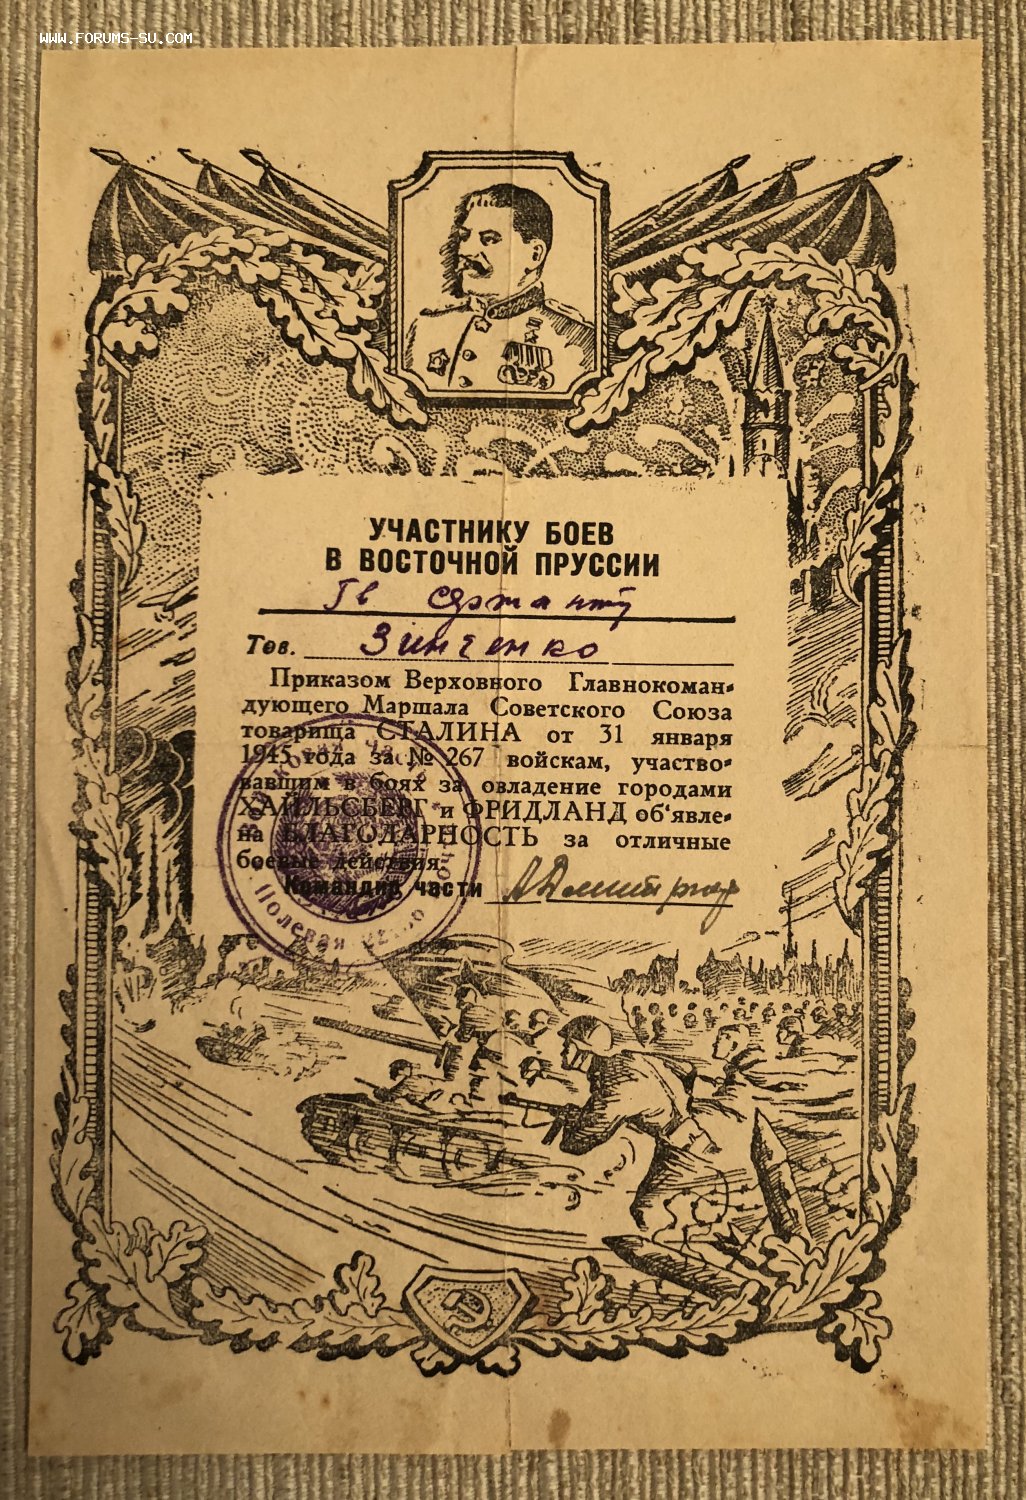 WWW.FORUMS-SU.COM
УЧАСТНИКУ БОЕВ
В ВОСТОЧНОЙ ПРУССИИ
Гв сержанту
Тов. Зинченко
Приказом Верховного Главнокоман-
дующего Маршала Советского Союза
товарища СТАЛИНА от 31 января
1945 года за № 267 войскам, участво-
вавшим в боях за овладение городами
ХАЙЛЬСБЕРГ и ФРИДЛАНД об'явле-
на БЛАГОДАРНОСТЬ за отличные
боевые действия.
Командир части
Полевая